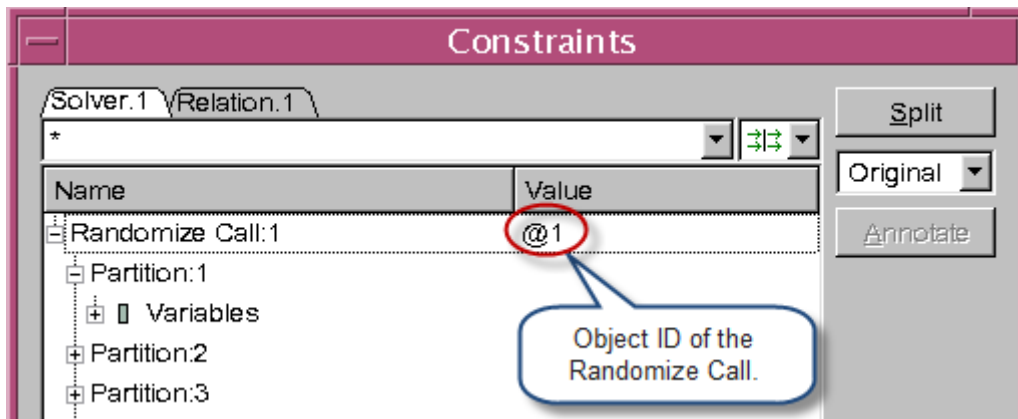 Constraints
Solver.1 Relation.1
*
Split
Original
Annotate
Name Value
Randomize Call:1 @1
Partition:1
Variables
Partition:2
Partition:3
Object ID of the
Randomize Call.